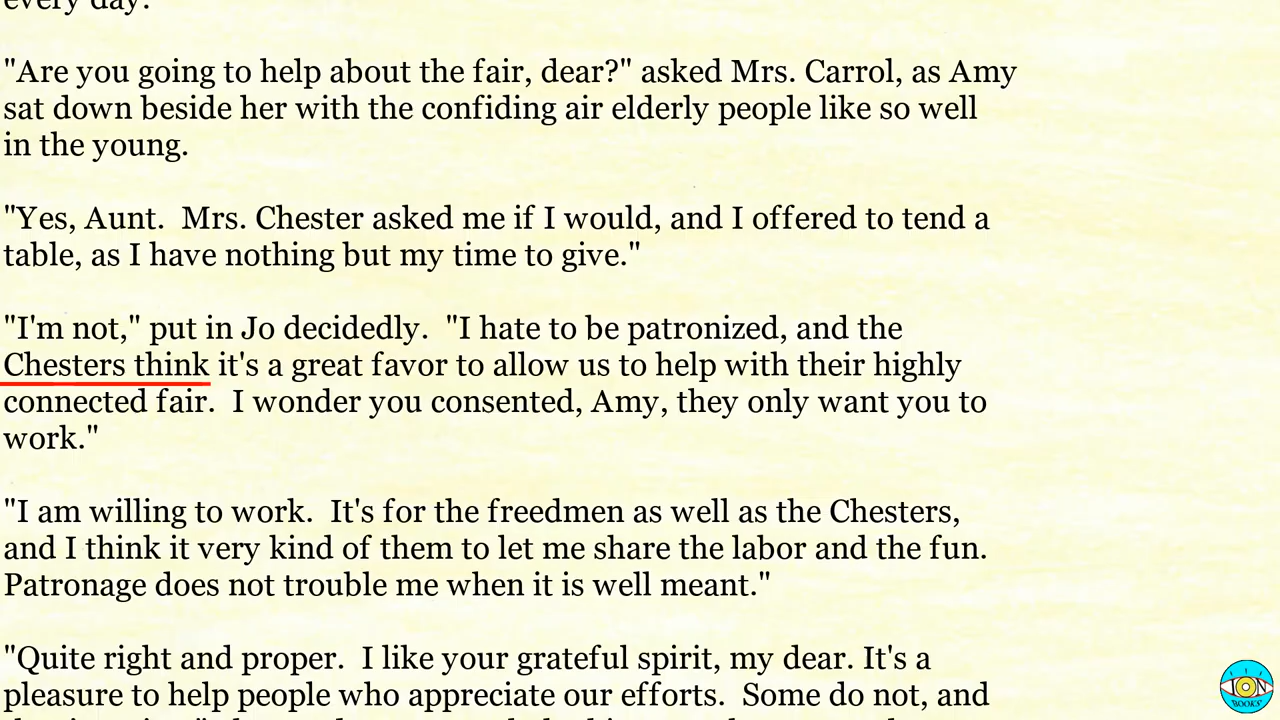 every day.
"Are you going to help about the fair, dear?" asked Mrs. Carrol, as Amy
sat down beside her with the confiding air elderly people like so well
in the young.
"Yes, Aunt.  Mrs. Chester asked me if I would, and I offered to tend a
table, as I have nothing but my time to give."
"I'm not," put in Jo decidedly.  "I hate to be patronized, and the
Chesters think it's a great favor to allow us to help with their highly
connected fair.  I wonder you consented, Amy, they only want you to
work."
"I am willing to work.  It's for the freedmen as well as the Chesters,
and I think it very kind of them to let me share the labor and the fun.
Patronage does not trouble me when it is well meant."
"Quite right and proper.  I like your grateful spirit, my dear. It's a
pleasure to help people who appreciate our efforts.  Some do not, and
ION
BOOKS